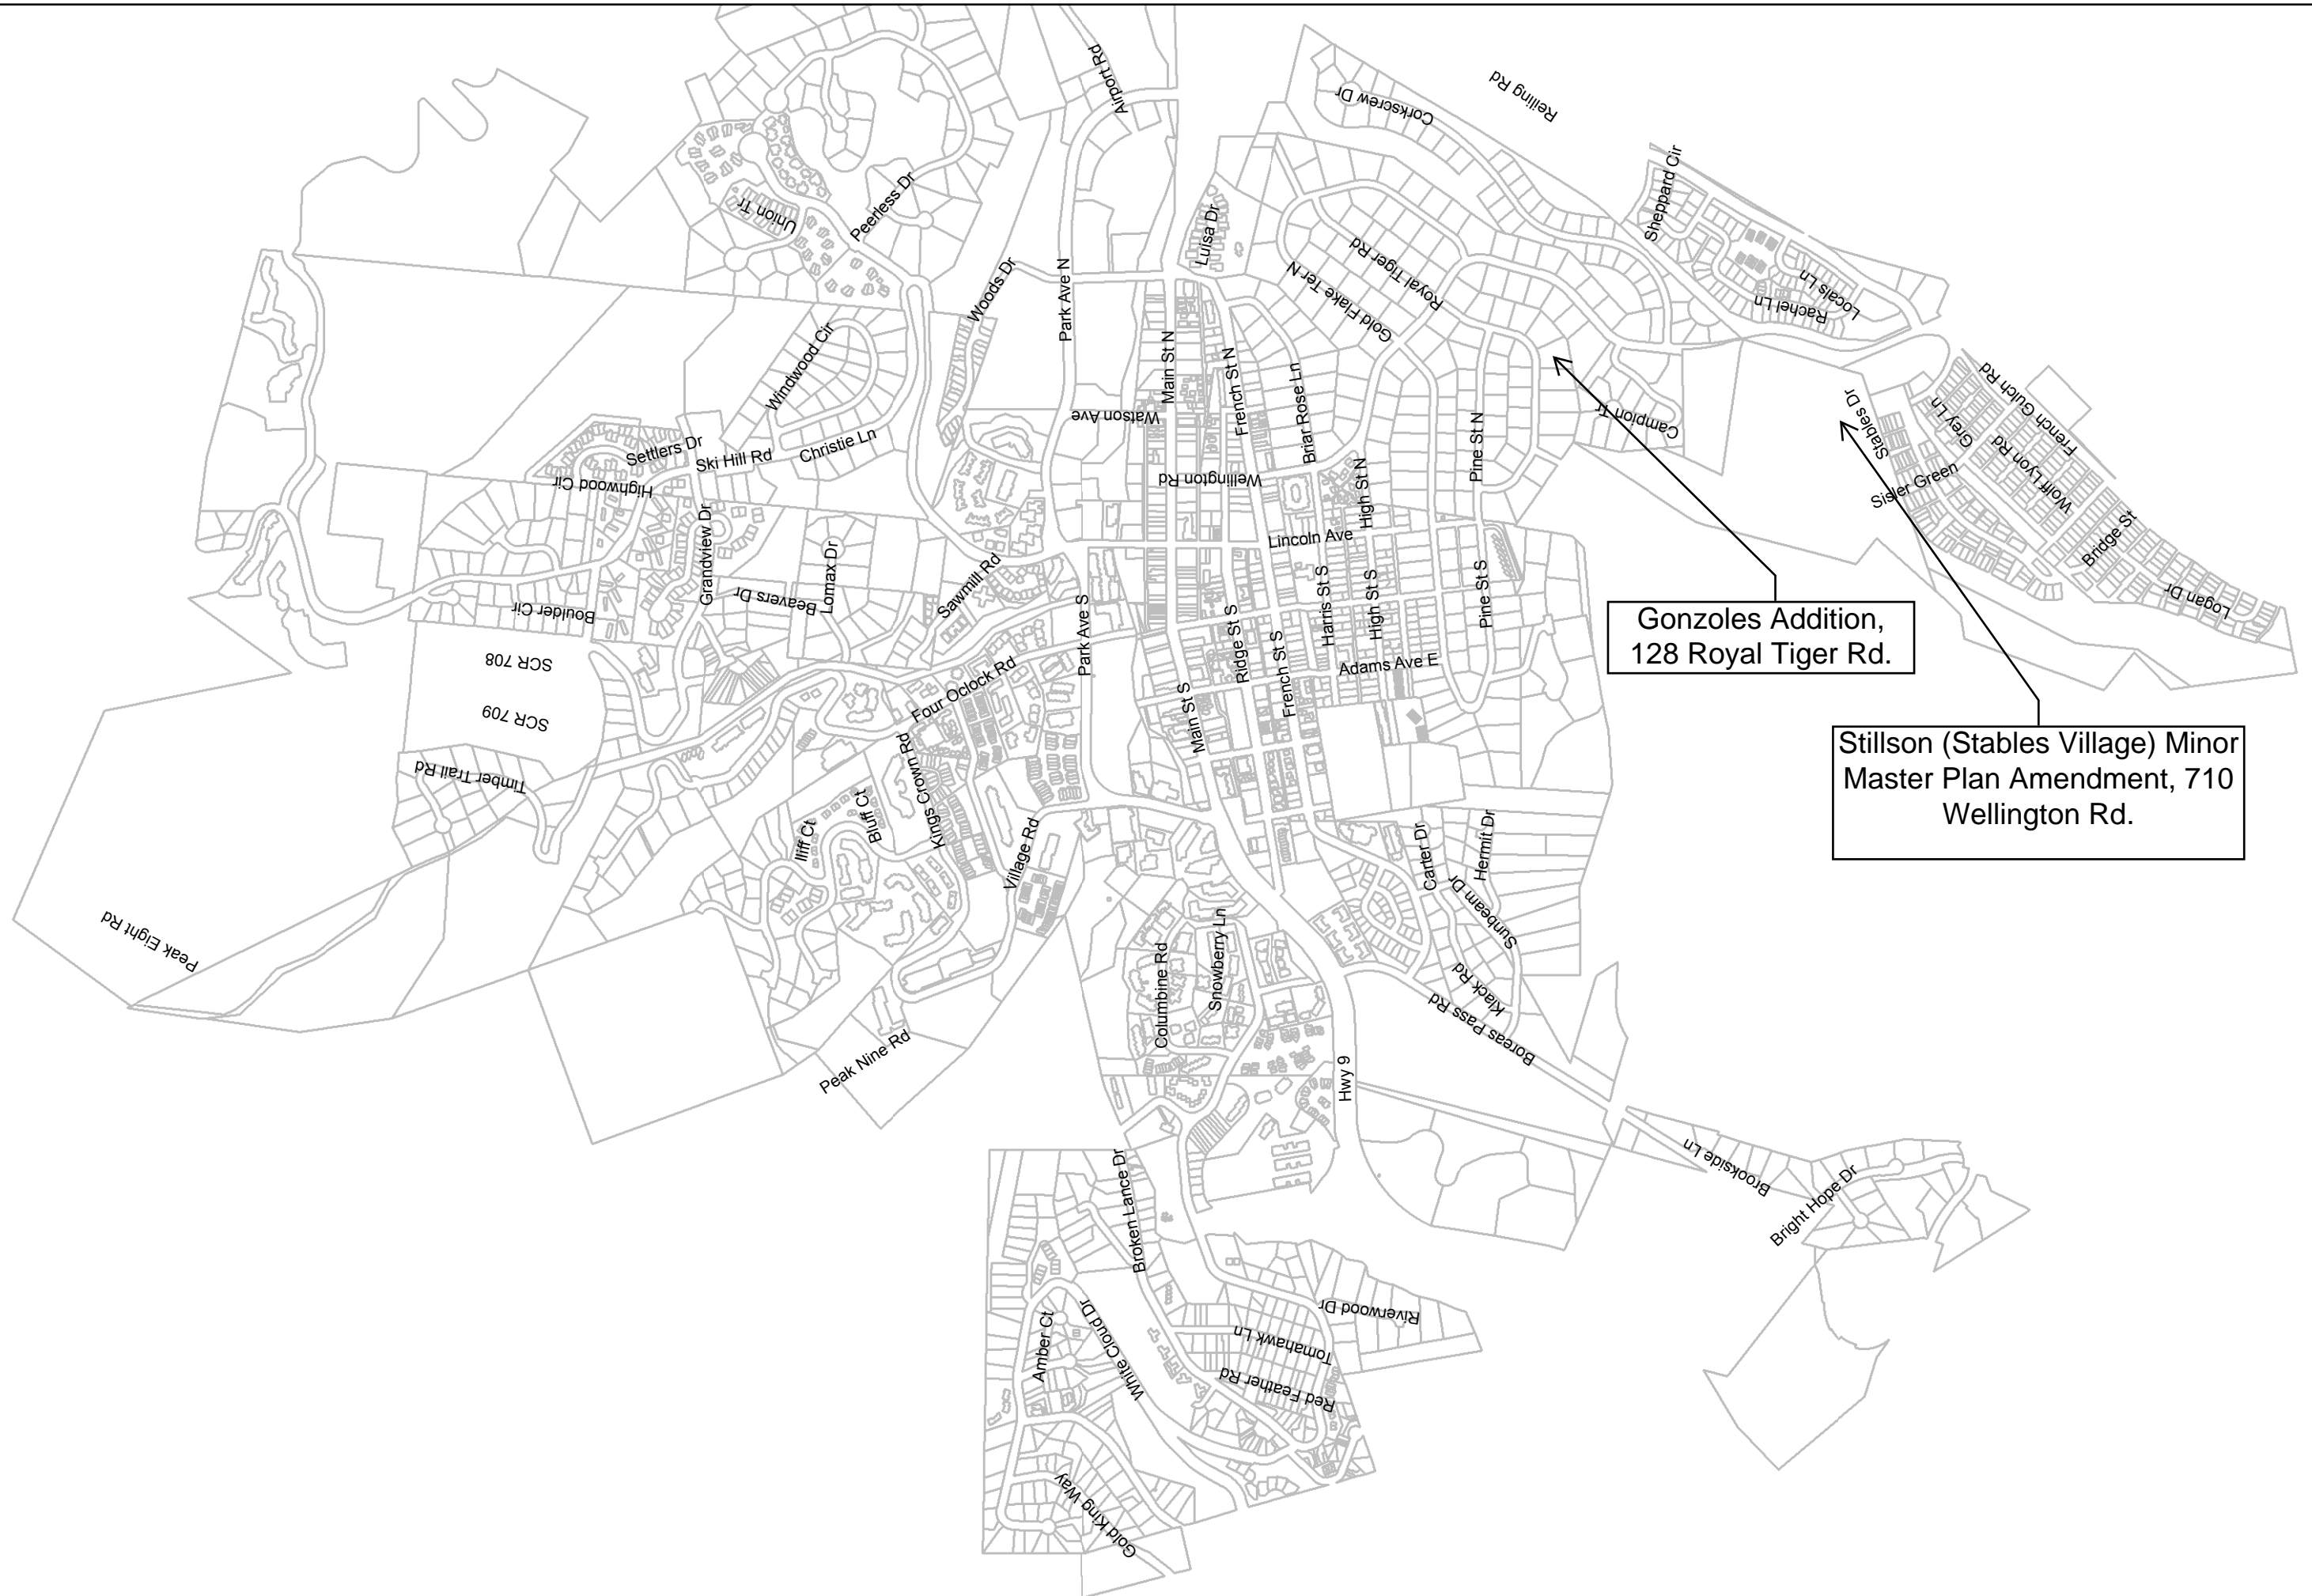 Airport Rd
Reiling Rd
Corkscrew Dr
Sheppard Cir
Union Tr
Peerless Dr
Luisa Dr
Royal Tiger Rd
Gold Flake Ter N
Locals Ln
Rachel Ln
Woods Dr
Park Ave N
Windwood Cir
Main St N
French St N
Briar Rose Ln
Watson Ave
Pine St N
Campion Tr
Stables Dr
Grey Ln
French Gulch Rd
Wolff Lyon Rd
Sisler Green
Settlers Dr
Ski Hill Rd
Christie Ln
Highwood Cir
Wellington Rd
High St N
Lincoln Ave
Bridge St
Logan Dr
Grandview Dr
Lomax Dr
Beavers Dr
Sawmill Rd
Boulder Cir
Park Ave S
Ridge St S
Harris St S
High St S
Pine St S
Gonzoles Addition,
128 Royal Tiger Rd.
SCR 708
SCR 709
Four Oclock Rd
French St S
Adams Ave E
Main St S
Stillson (Stables Village) Minor
Master Plan Amendment, 710
Wellington Rd.
Timber Trail Rd
Kings Crown Rd
Bluff Ct
Iliff Ct
Village Rd
Carter Dr
Hermit Dr
Sunbeam Dr
Peak Eight Rd
Columbine Rd
Snowberry Ln
Klack Rd
Boreas Pass Rd
Peak Nine Rd
Hwy 9
Brookside Ln
Bright Hope Dr
Broken Lance Dr
Amber Ct
White Cloud Dr
Riverwood Dr
Tomahawk Ln
Red Feather Rd
Gold King Way